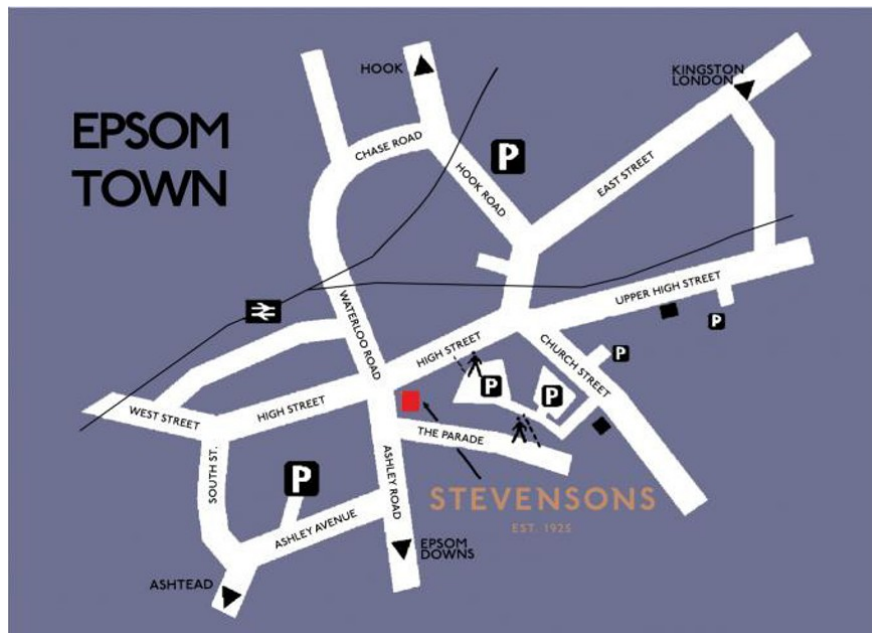 EPSOM
TOWN
HOOK
KINGSTON
LONDON
CHASE ROAD
HOOK ROAD
P
EAST STREET
UPPER HIGH STREET
P
WATERLOO ROAD
HIGH STREET
CHURCH STREET
P
P
P
WEST STREET
HIGH STREET
THE PARADE
SOUTH ST.
ASHLEY ROAD
P
STEVENSONS
EST. 1925
ASHLEY AVENUE
EPSOM
DOWNS
ASHTEAD